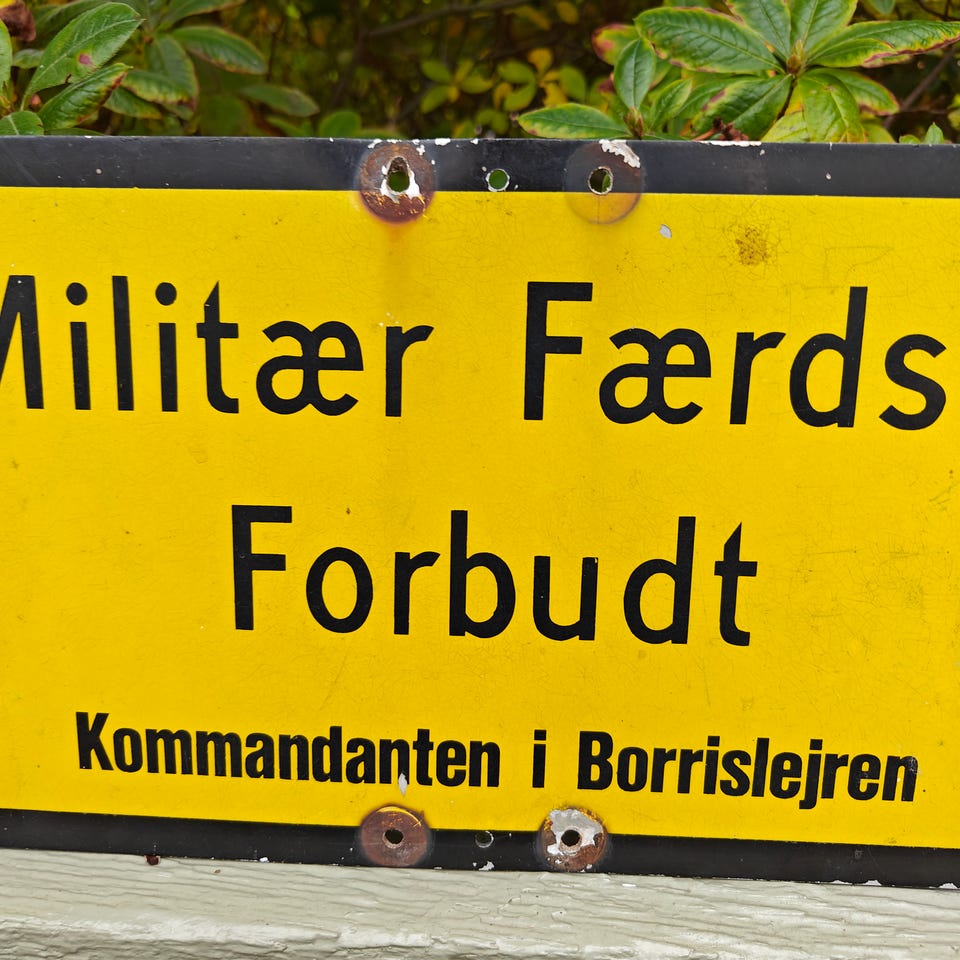 Militær Færds
Forbudt
Kommandanten i Borrislejren